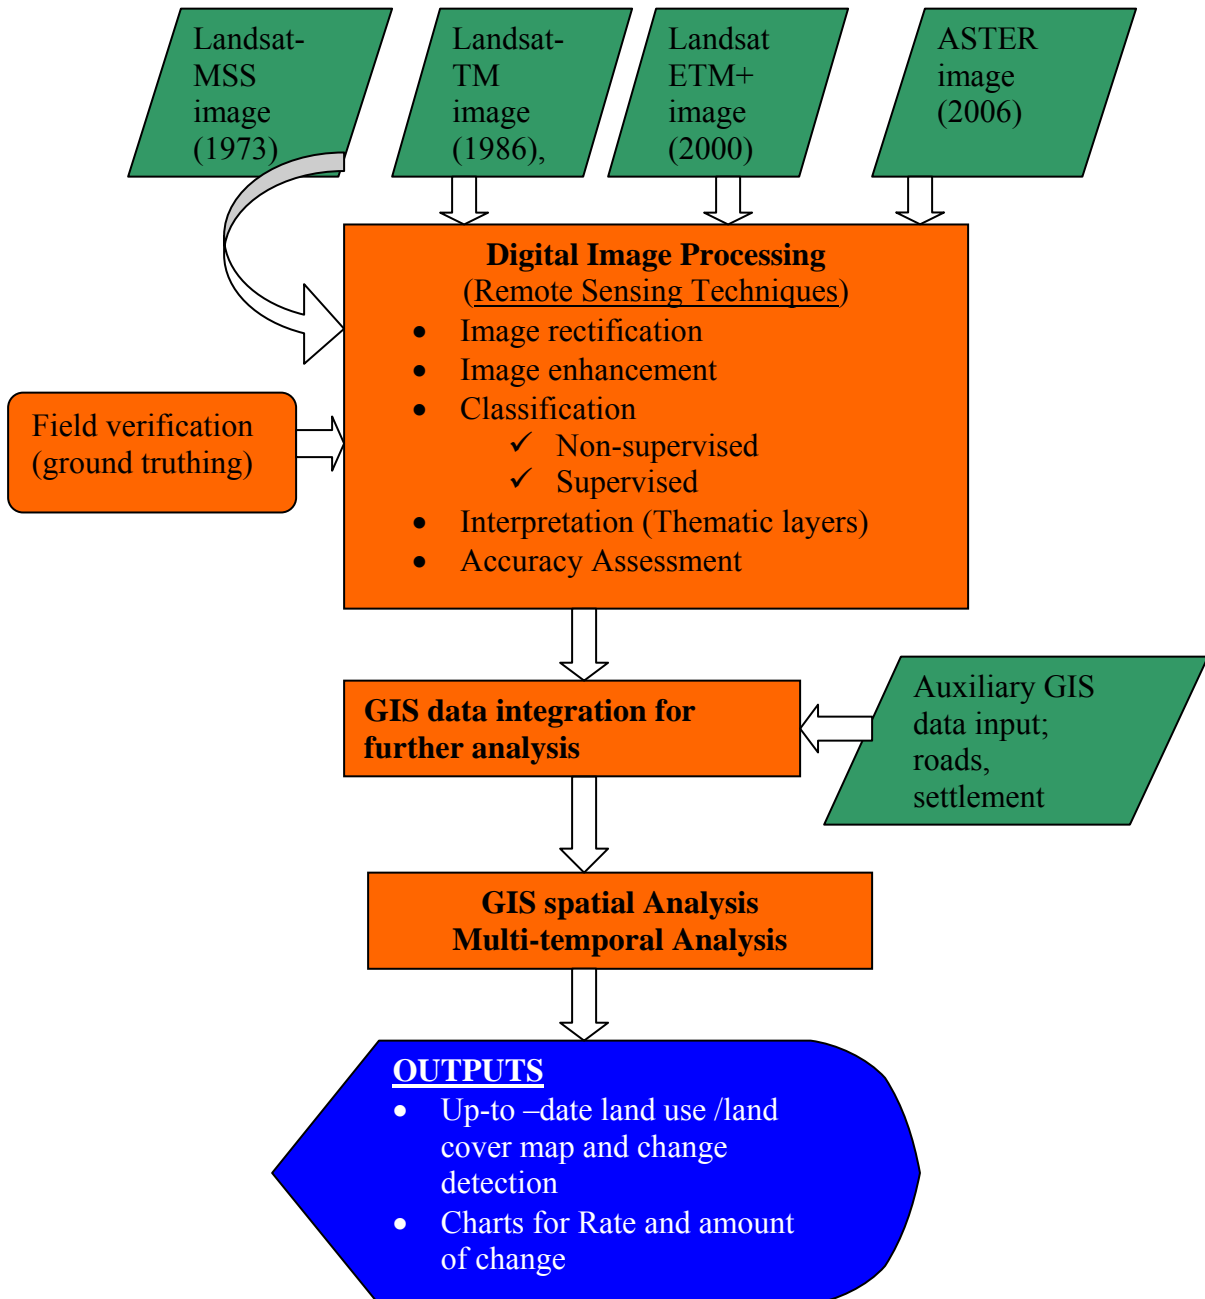 Landsat-
MSS
image
(1973)
Landsat-
TM
image
(1986),
Landsat
ETM+
image
(2000)
ASTER
image
(2006)
Digital Image Processing
(Remote Sensing Techniques)
• Image rectification
• Image enhancement
• Classification
✓ Non-supervised
✓ Supervised
• Interpretation (Thematic layers)
• Accuracy Assessment
Field verification
(ground truthing)
GIS data integration for
further analysis
Auxiliary GIS
data input;
roads,
settlement
GIS spatial Analysis
Multi-temporal Analysis
OUTPUTS
• Up-to –date land use /land
cover map and change
detection
• Charts for Rate and amount
of change